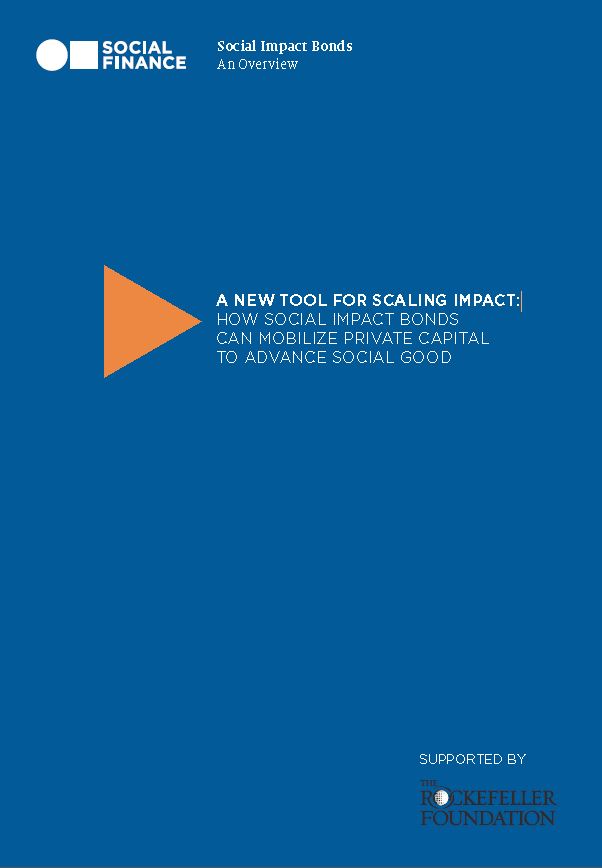 SOCIAL
FINANCE
Social Impact Bonds
An Overview
A NEW TOOL FOR SCALING IMPACT:
HOW SOCIAL IMPACT BONDS
CAN MOBILIZE PRIVATE CAPITAL
TO ADVANCE SOCIAL GOOD
SUPPORTED BY
THE
ROCKEFELLER
FOUNDATION